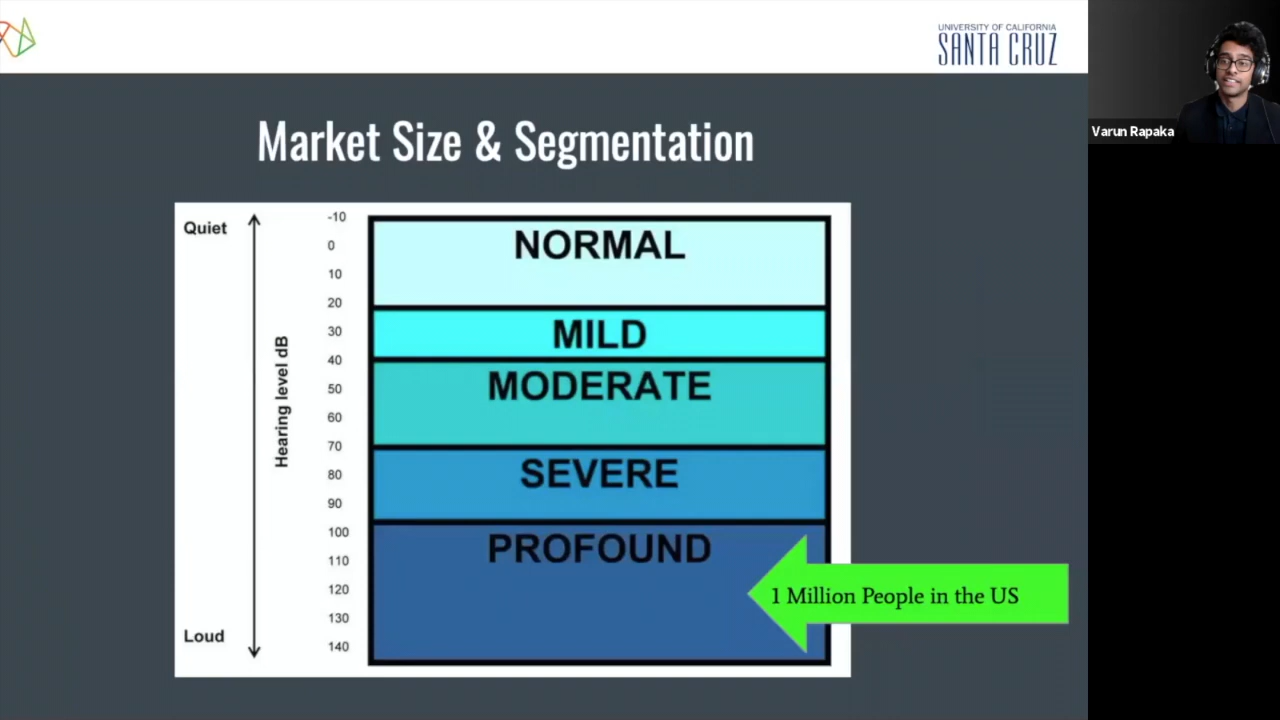 UNIVERSITY OF CALIFORNIA
SANTA CRUZ
Varun Rapaka
Market Size & Segmentation
Quiet
Hearing level dB
Loud
-10
0
10
20
30
40
50
60
70
80
90
100
110
120
130
140
NORMAL
MILD
MODERATE
SEVERE
PROFOUND
1 Million People in the US